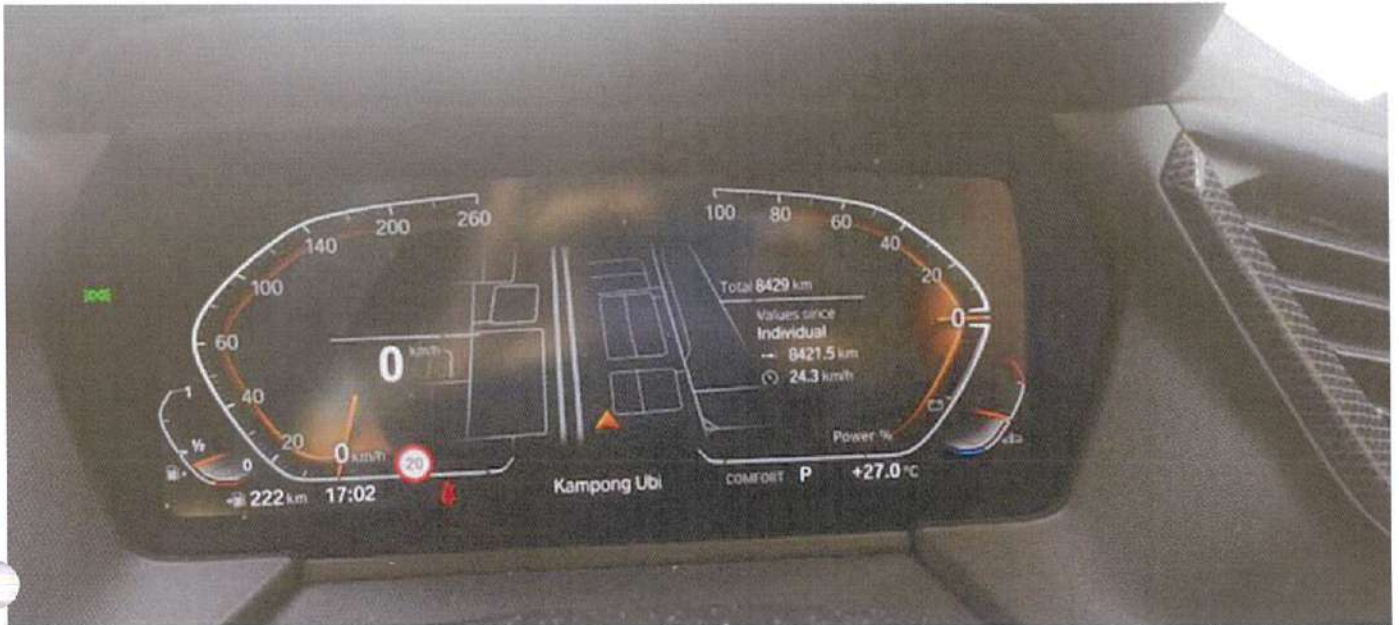 260
200
140
100
60
40
20
0 km/h
0 km/h
1
½
0
222 km
17:02
20
Kampong Ubi
100
80
60
40
20
0
Total 8429 km
Values since
Individual
8421.5 km
24.3 km/h
Power %
COMFORT P +27.0 °C